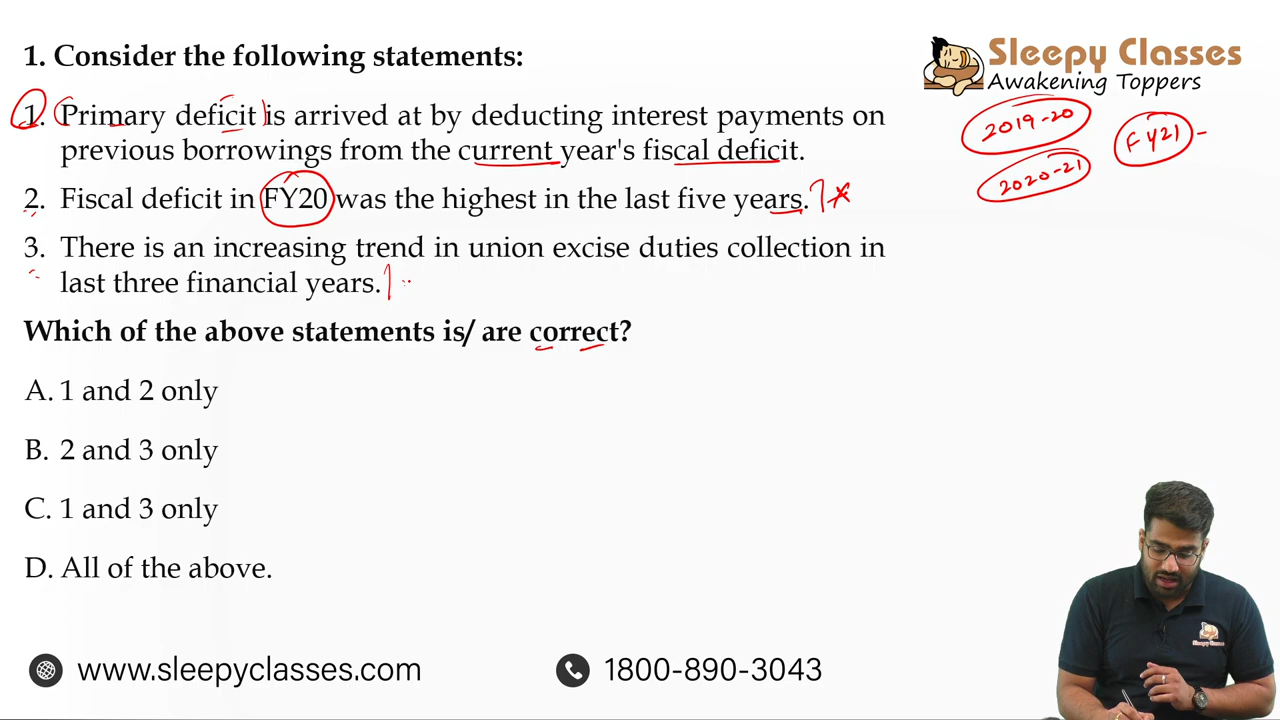 1. Consider the following statements:
Sleepy Classes
Awakening Toppers
1. Primary deficit is arrived at by deducting interest payments on
previous borrowings from the current year's fiscal deficit.
2. Fiscal deficit in FY20 was the highest in the last five years.
3. There is an increasing trend in union excise duties collection in
last three financial years.
Which of the above statements is/ are correct?
A. 1 and 2 only
B. 2 and 3 only
C. 1 and 3 only
D. All of the above.
2019-20
FY21-
2020-21
www.sleepyclasses.com
1800-890-3043